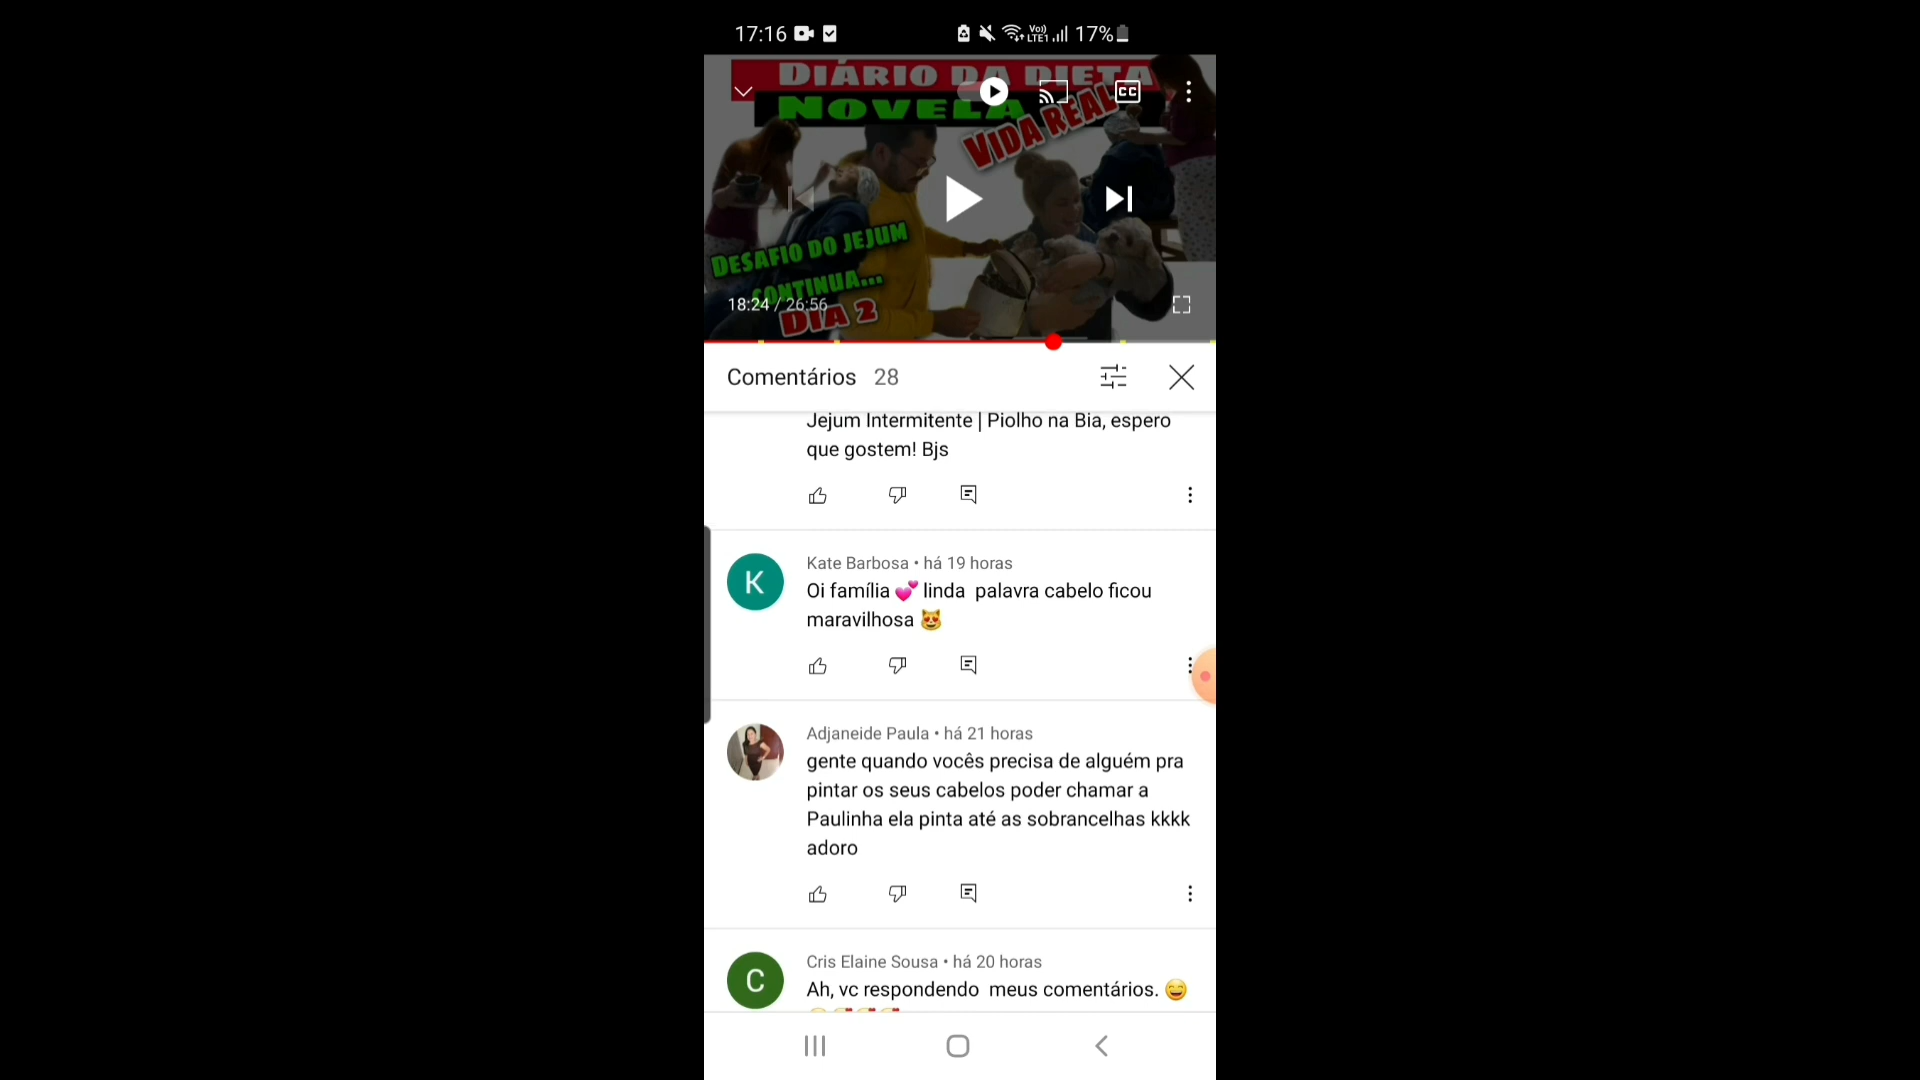 17:16
Vo))
LTE1
17%
DIÁRIO DA DIETA
NOVELA
VIDA REAL
CC
DESAFIO DO JEJUM
CONTINUA...
DIA 2
18:24 / 26:56
Comentários 28
Jejum Intermitente | Piolho na Bia, espero
que gostem! Bjs
K
Kate Barbosa • há 19 horas
Oi família 💕 linda palavra cabelo ficou
maravilhosa 😻
Adjaneide Paula • há 21 horas
gente quando vocês precisa de alguém pra
pintar os seus cabelos poder chamar a
Paulinha ela pinta até as sobrancelhas kkkk
adoro
C
Cris Elaine Sousa • há 20 horas
Ah, vc respondendo meus comentários. 😄